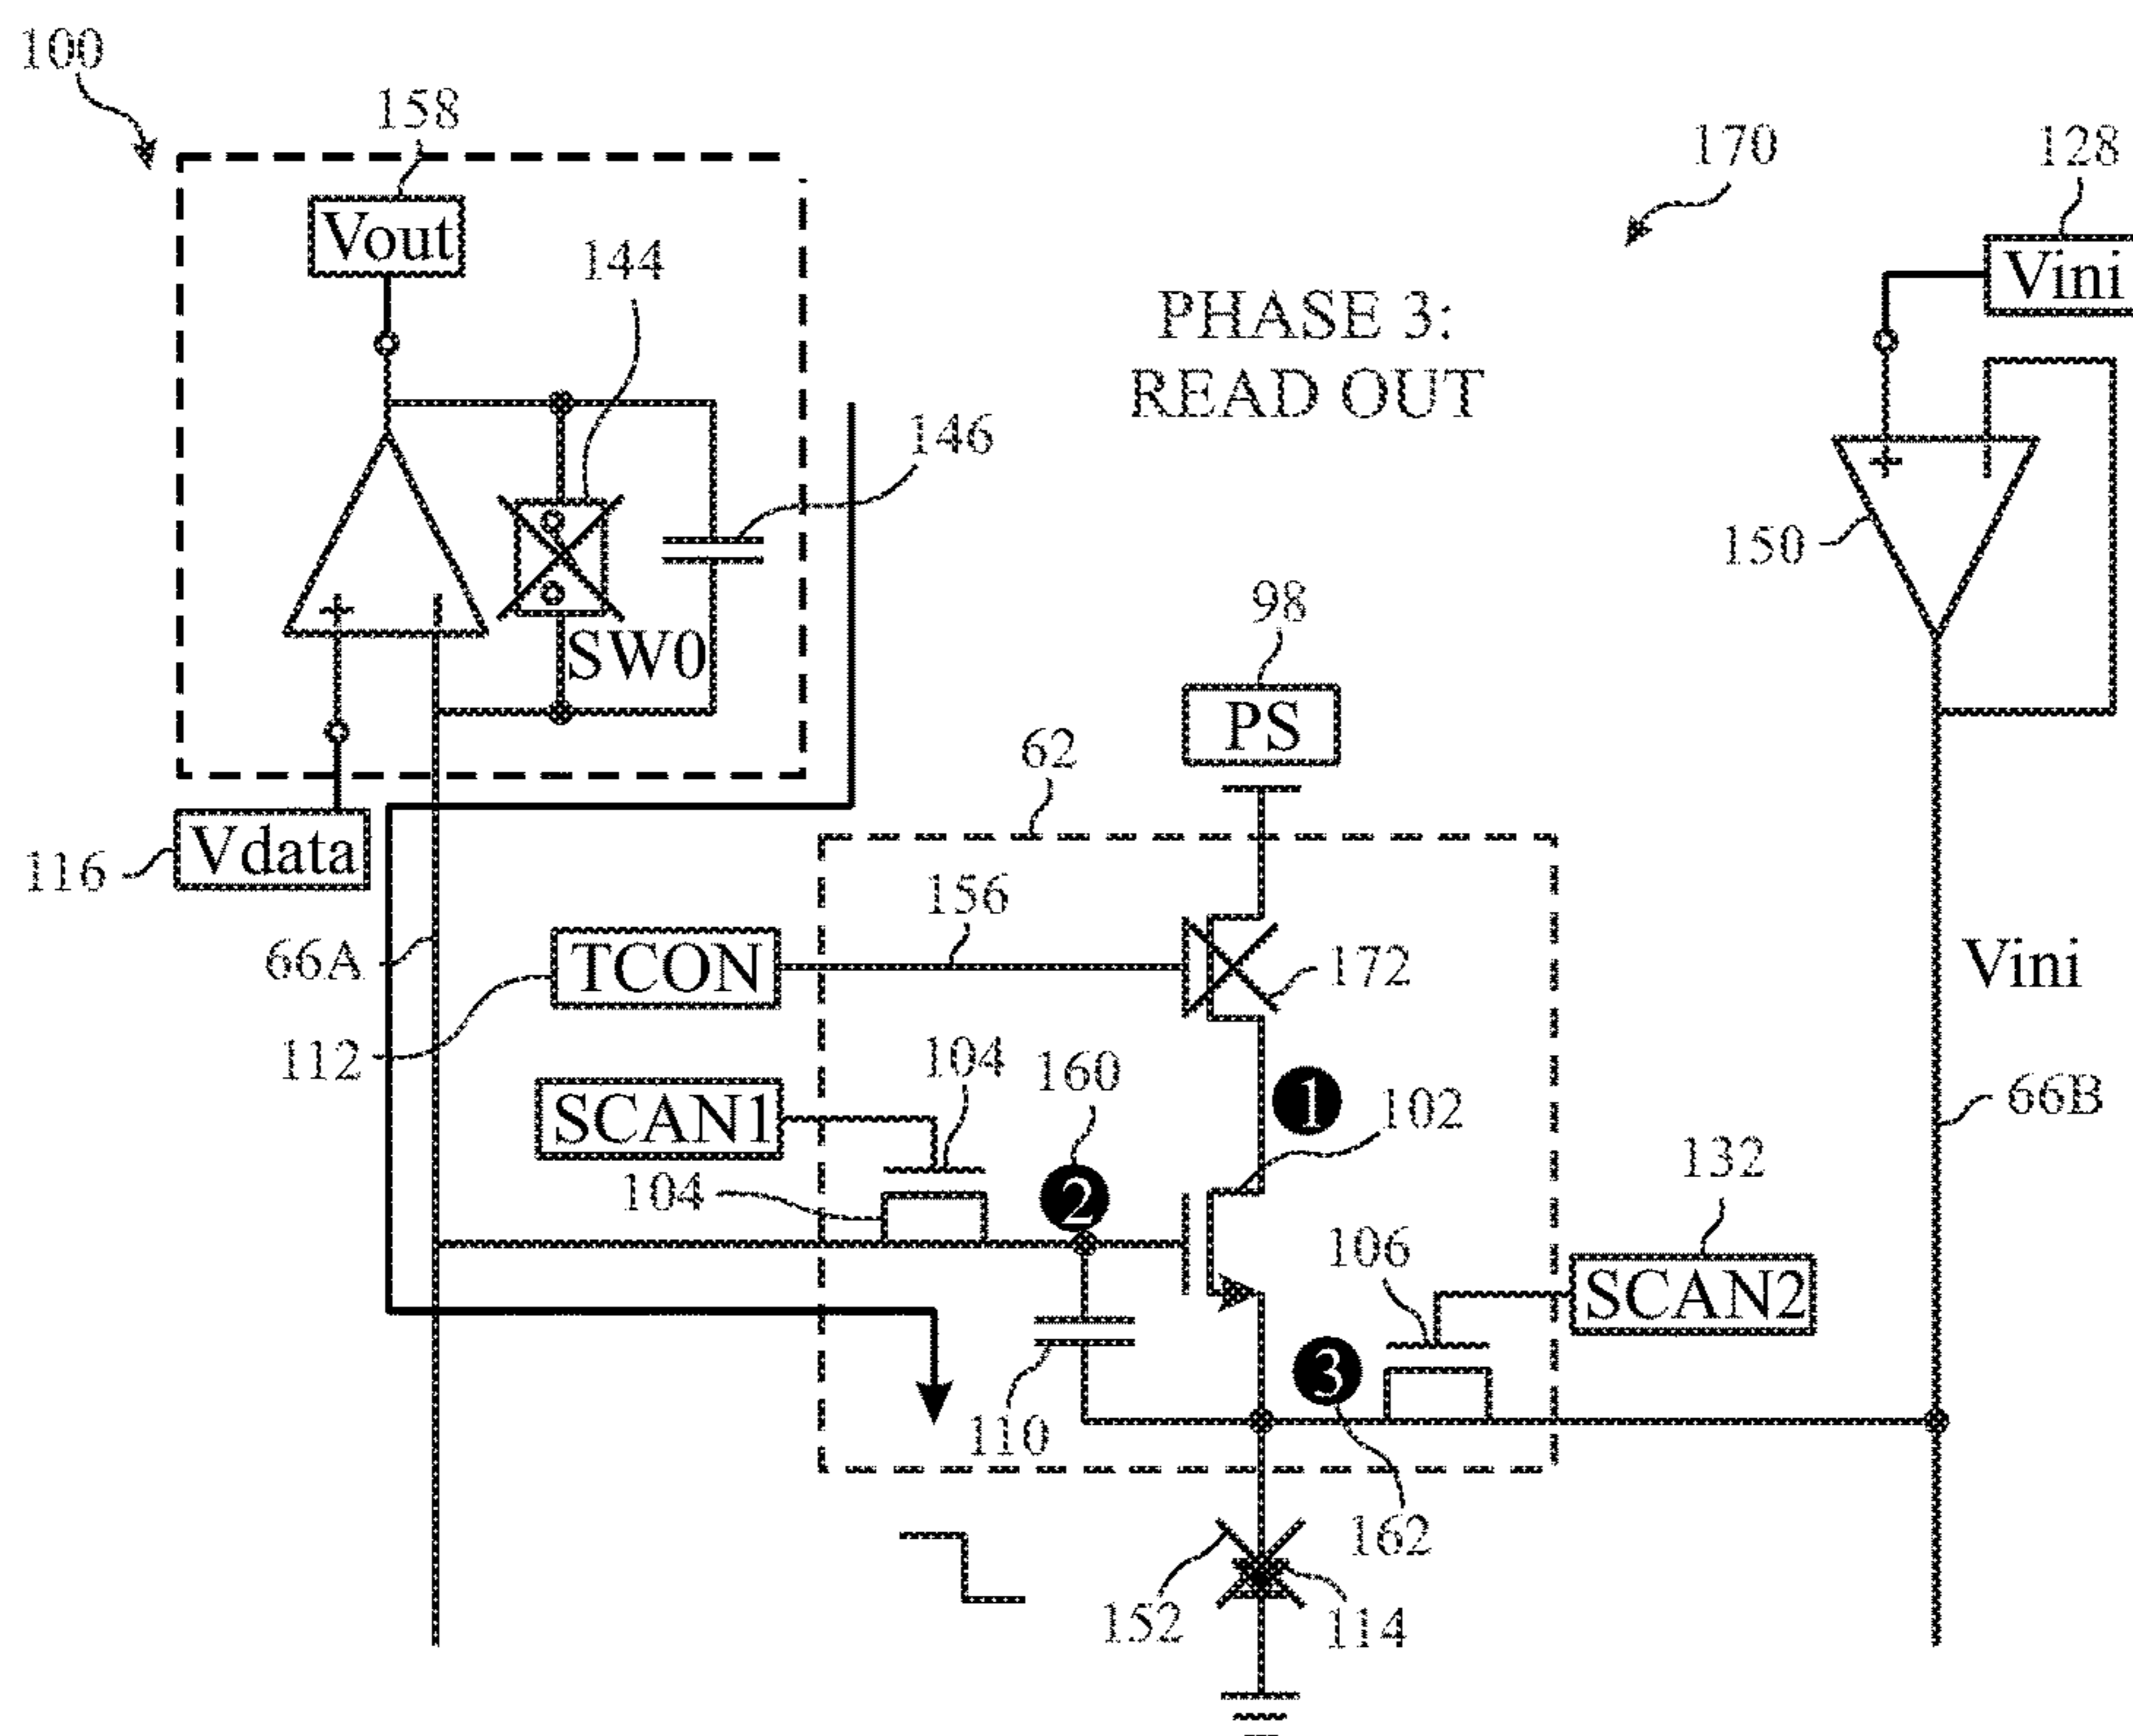 100
158
170
128
Vout
144
Vini
PHASE 3:
READ OUT
146
+
150
98
SW0
PS
62
Vdata
116
156
66A
TCON
172
Vini
112
104
160
1
102
66B
SCAN1
132
104
2
106
SCAN2
3
110
162
152
114